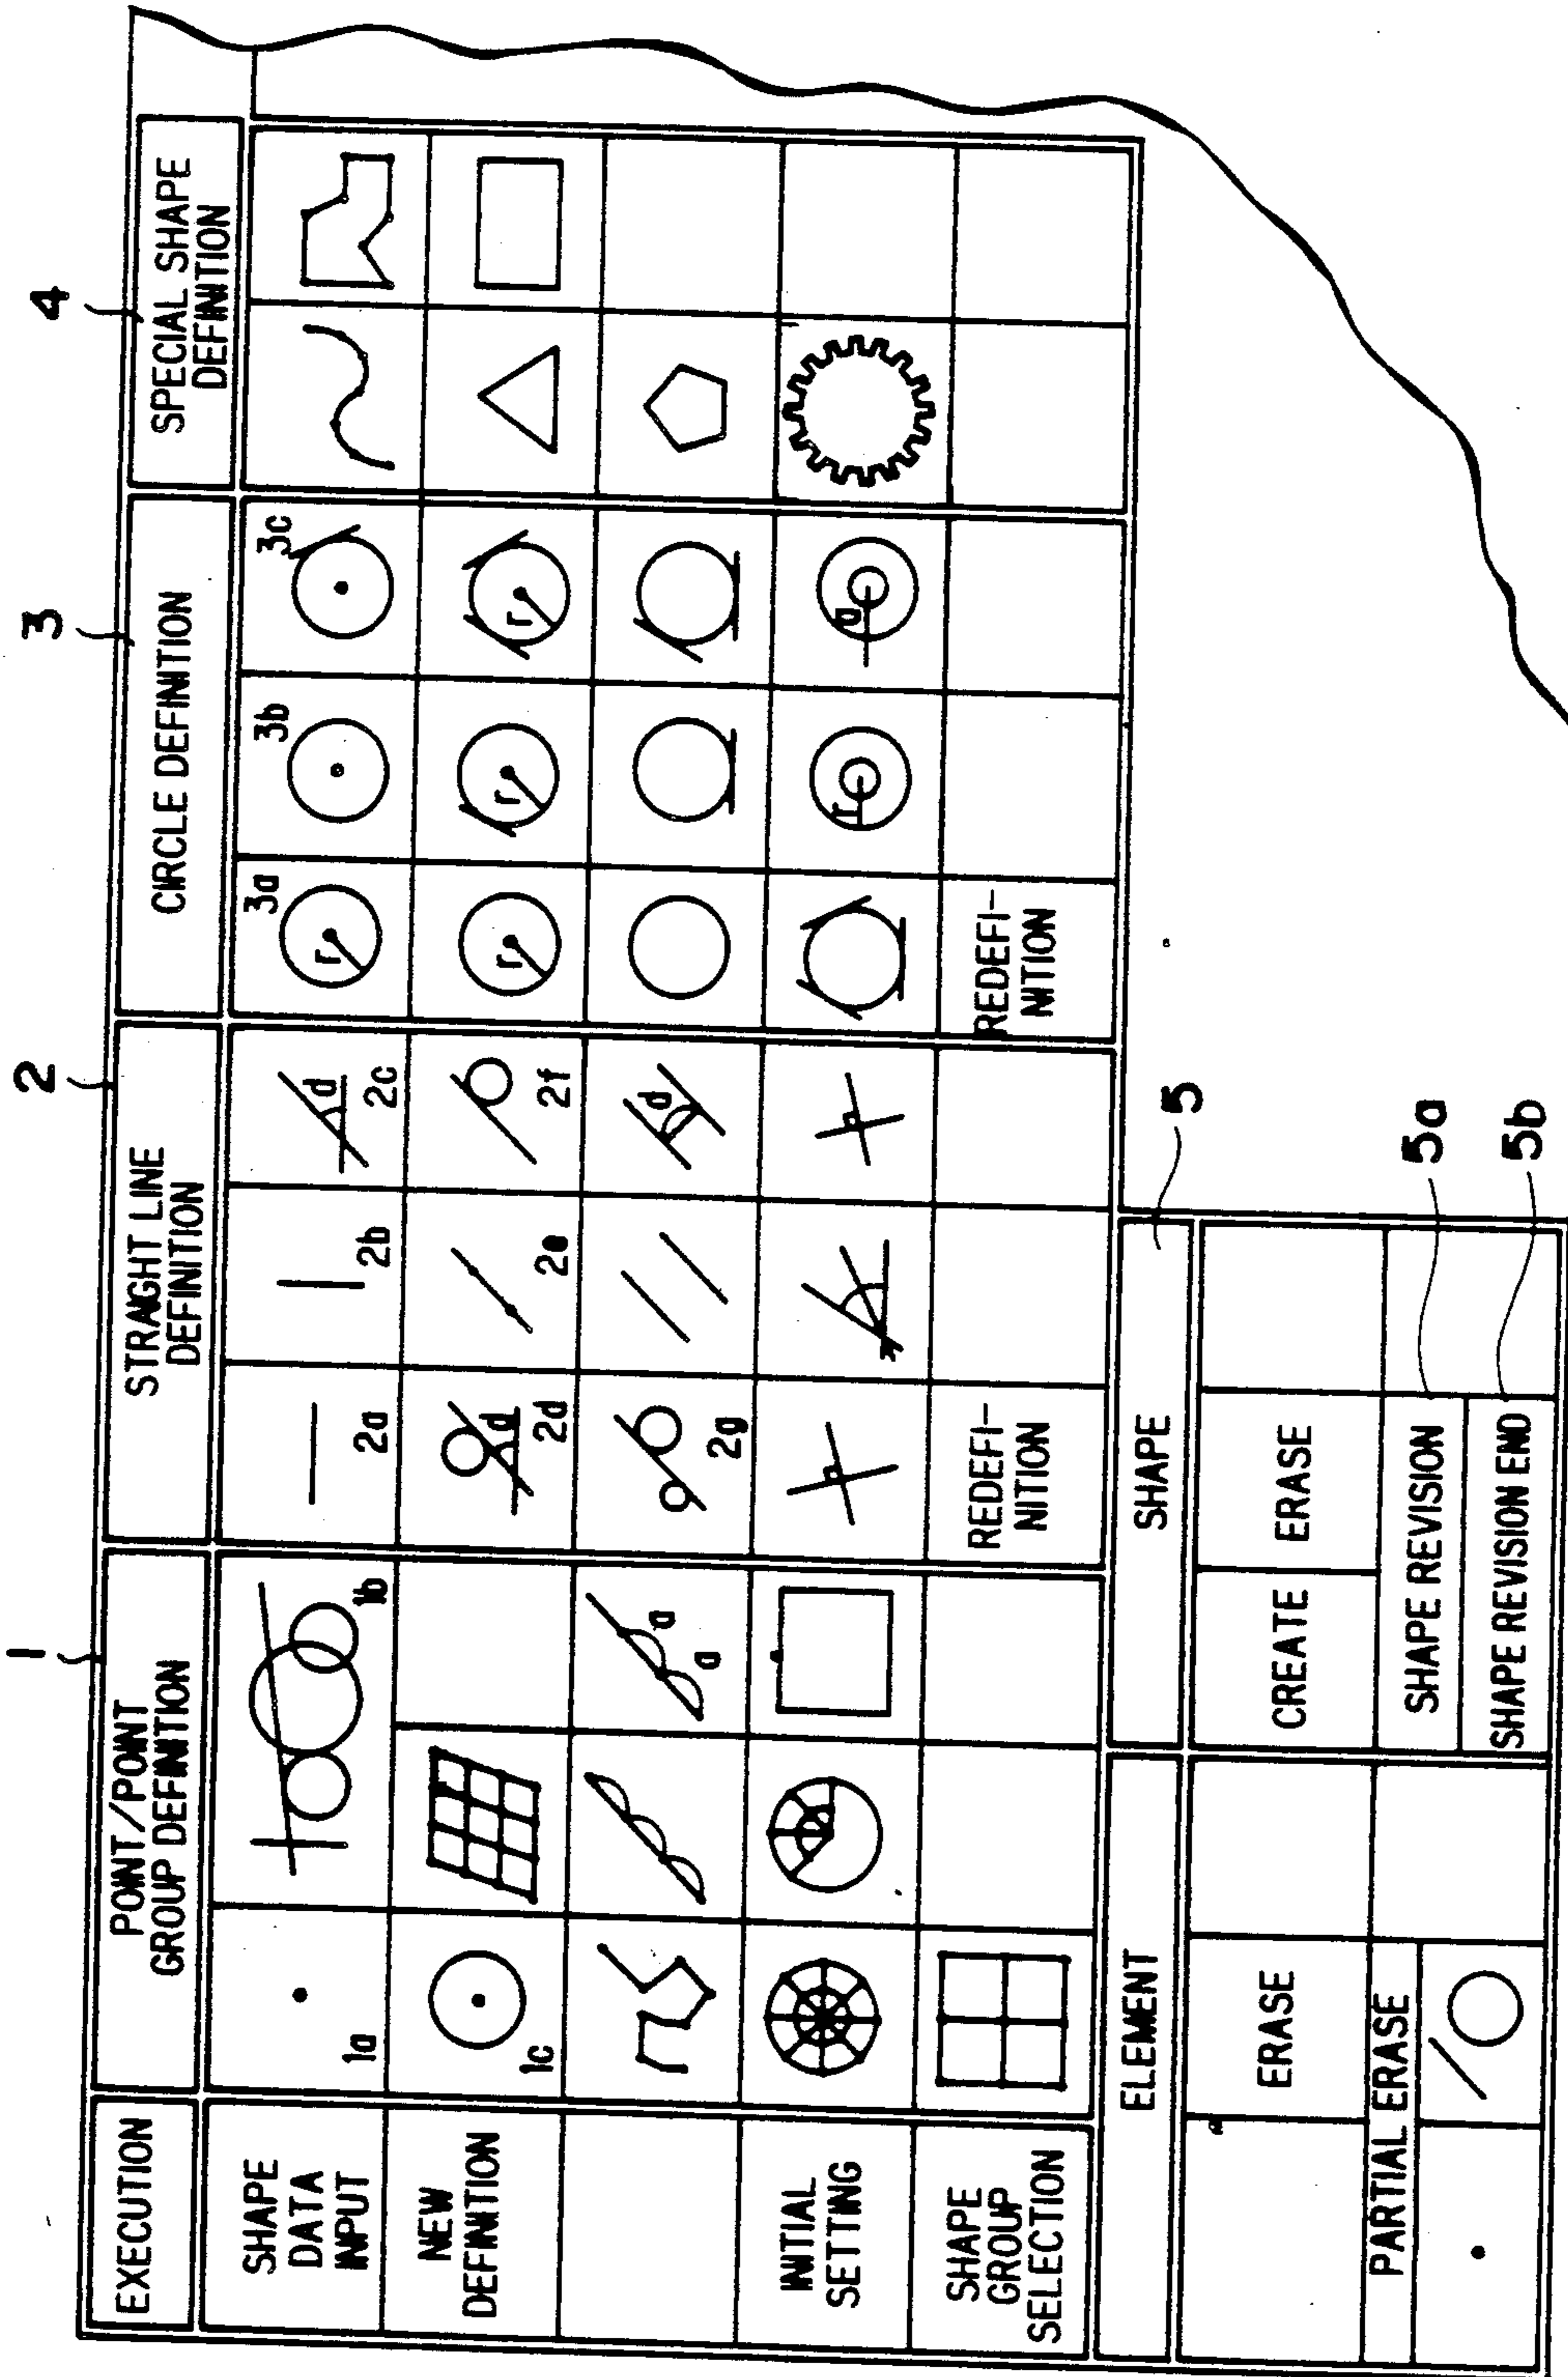 1
2
3
4
EXECUTION
POINT/POINT
GROUP DEFINITION
STRAIGHT LINE
DEFINITION
CIRCLE DEFINITION
SPECIAL SHAPE
DEFINITION
SHAPE
DATA
INPUT
1a
1b
2a
2b
d
2c
3a
r
3b
3c
NEW
DEFINITION
1c
d
2d
2e
2f
r
r
r
a
a
2g
d
INITIAL
SETTING
r
a
SHAPE
GROUP
SELECTION
REDEFI-
NITION
REDEFI-
NITION
ELEMENT
SHAPE
5
ERASE
CREATE
ERASE
PARTIAL ERASE
SHAPE REVISION
5a
SHAPE REVISION END
5b